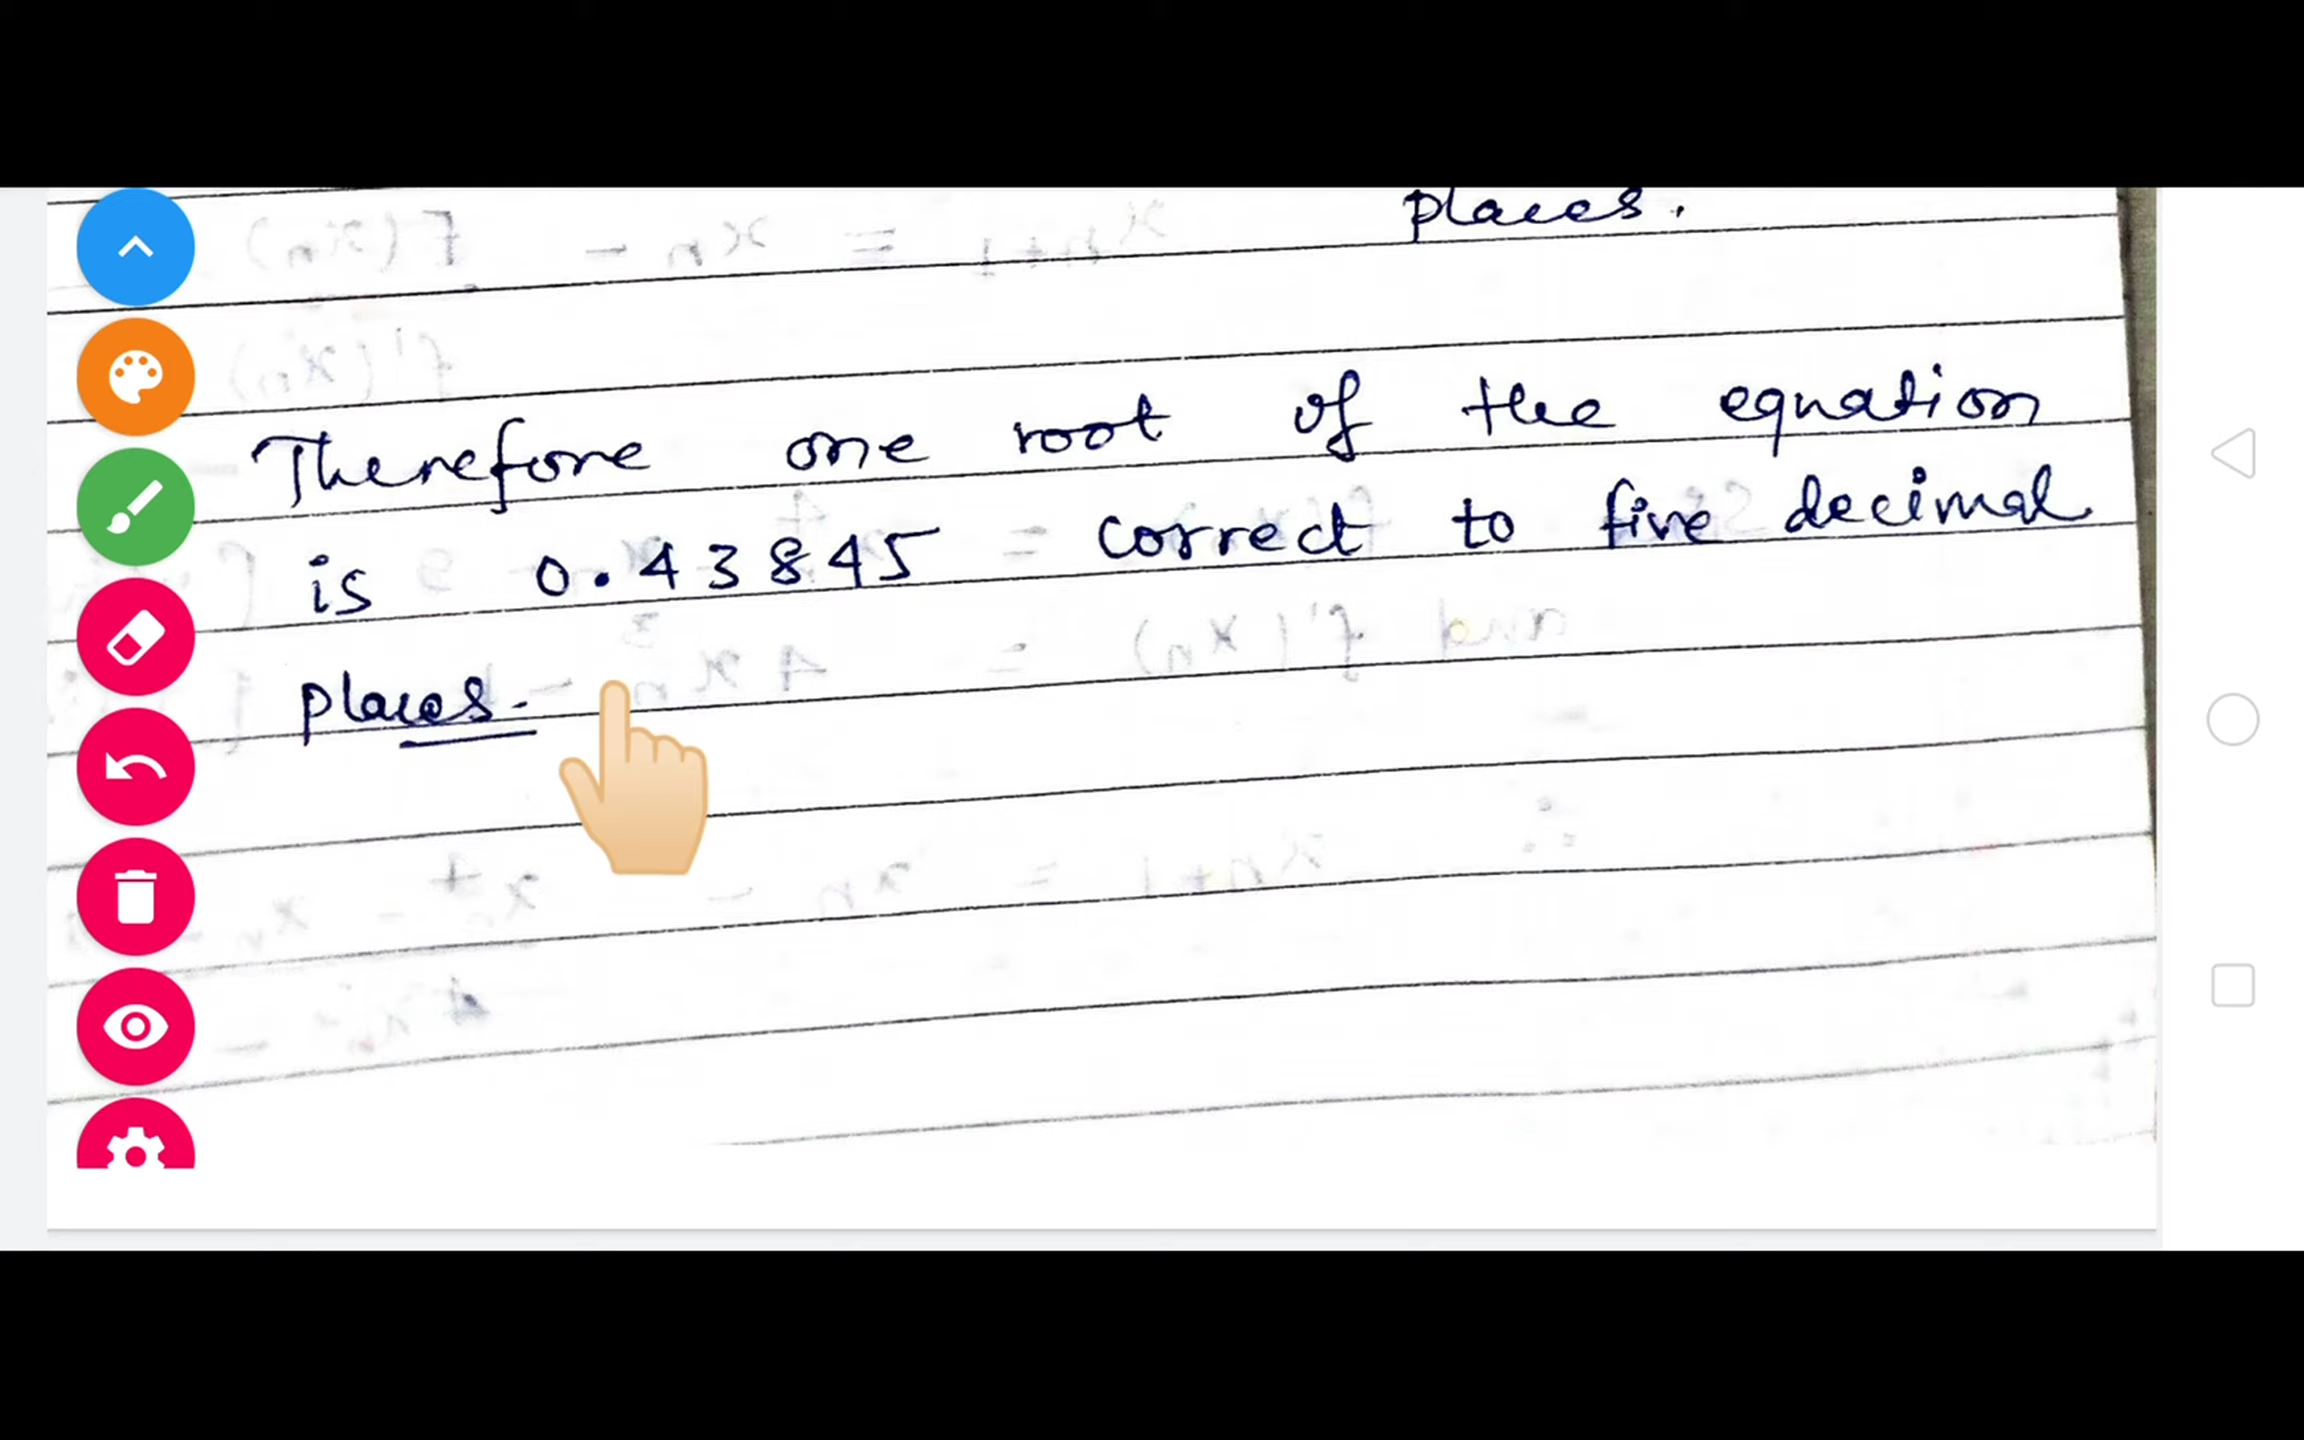 places.
Therefore one root of the equation
is 0.43845 correct to five decimal
places.